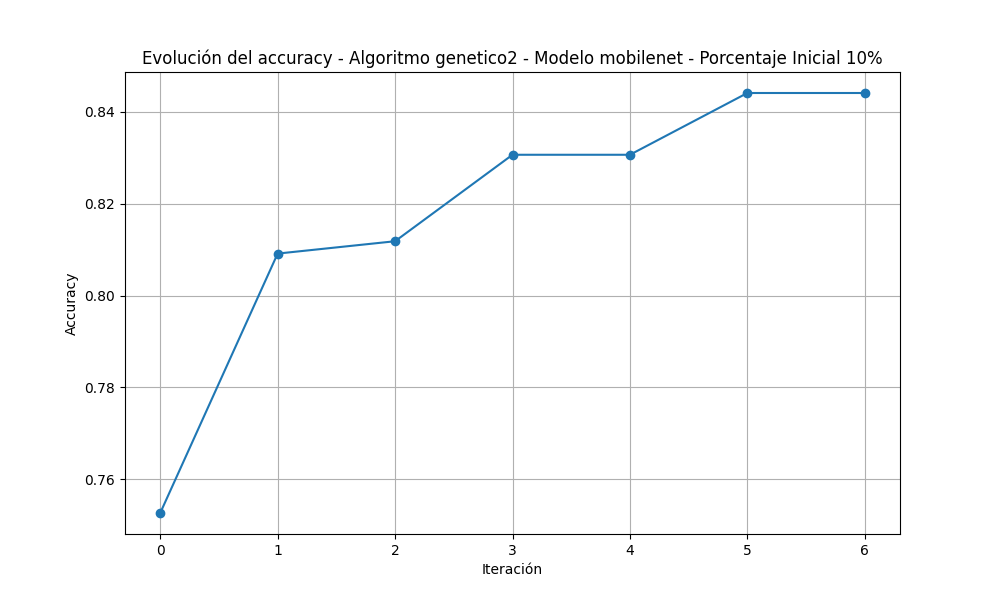 Evolución del accuracy - Algoritmo genetico2 - Modelo mobilenet - Porcentaje Inicial 10%
0.84
0.82
0.80
0.78
0.76
Accuracy
0 1 2 3 4 5 6
Iteración